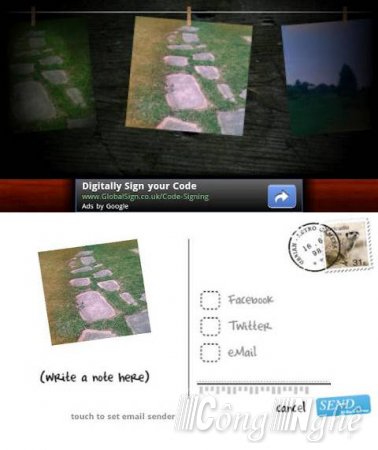 Digitally Sign your Code
www.GlobalSign.co.uk/Code-Signing
Ads by Google
31
Facebook
Twitter
eMail
(write a note here)
cancel
SEND
touch to set email sender
Công Nghệ